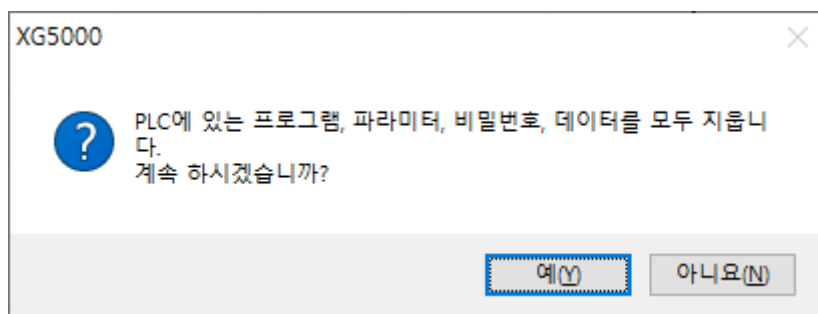 XG5000
PLC에 있는 프로그램, 파라미터, 비밀번호, 데이터를 모두 지웁니
다.
계속 하시겠습니까?
예(Y)
아니요(N)